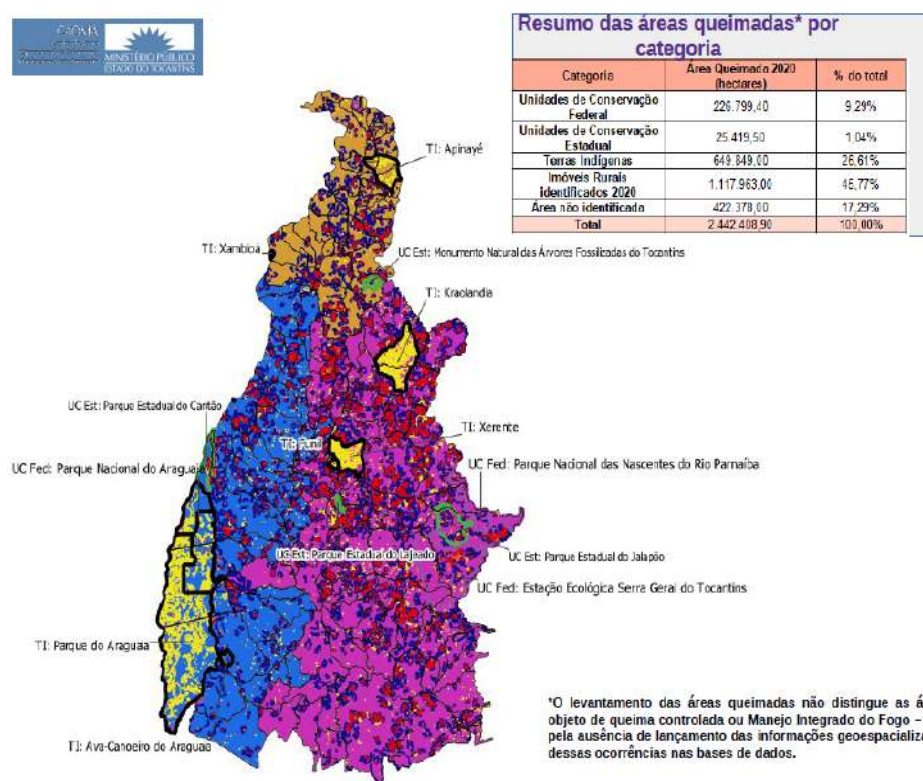 CAOMA
MINISTÉRIO PÚBLICO
ESTADO DO TOCANTINS
Resumo das áreas queimadas* por
categoria
Categoria
Área Queimada 2020
(hectares)
% do total
Unidades de Conservação
Federal
226.799,40
9,29%
Unidades de Conservação
Estadual
25.419,50
1,04%
Terras Indígenas
649.849,00
26,61%
Imóveis Rurais
identificados 2020
1.117.963,00
45,77%
Área não identificada
422.378,00
17,29%
Total
2.442.408,90
100,00%
TI: Apinayé
TI: Xambioa
UC Est: Monumento Natural das Árvores Fossilizadas do Tocantins
TI: Kraolandia
UC Est: Parque Estadual do Cantão
TI: Xerente
TI: Funil
UC Fed: Parque Nacional do Araguaia
UC Fed: Parque Nacional das Nascentes do Rio Parnaíba
UC Est: Parque Estadua do Lajeado
UC Est: Parque Estadual do Jalapão
UC Fed: Estação Ecológica Serra Geral do Tocantins
TI: Parque do Araguaia
TI: Ava-Canoeiro do Araguaia
*O levantamento das áreas queimadas não distingue as á
objeto de queima controlada ou Manejo Integrado do Fogo –
pela ausência de lançamento das informações geoespacializa
dessas ocorrências nas bases de dados.